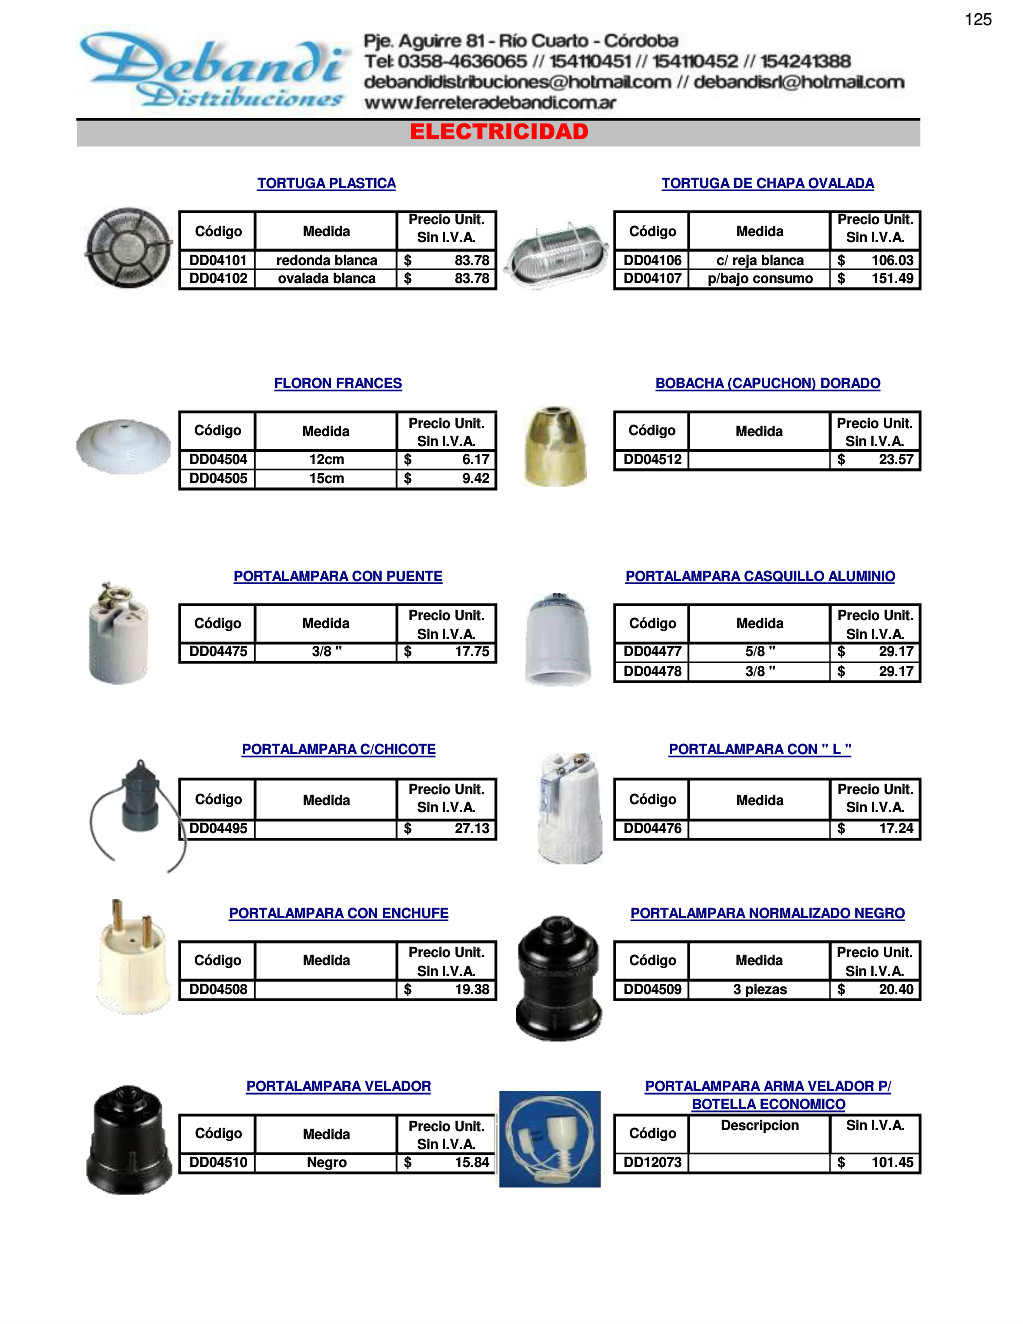 125
Debandi
Distribuciones
Pje. Aguirre 81 - Río Cuarto - Córdoba
Tel: 0358-4636065 // 154110451 // 154110452 // 154241388
debandidistribuciones@hotmail.com // debandisrl@hotmail.com
www.ferreteradebandi.com.ar
ELECTRICIDAD
TORTUGA PLASTICA
Código Medida Precio Unit. Sin I.V.A.
DD04101 redonda blanca $ 83.78
DD04102 ovalada blanca $ 83.78
TORTUGA DE CHAPA OVALADA
Código Medida Precio Unit. Sin I.V.A.
DD04106 c/ reja blanca $ 106.03
DD04107 p/bajo consumo $ 151.49
FLORON FRANCES
Código Medida Precio Unit. Sin I.V.A.
DD04504 12cm $ 6.17
DD04505 15cm $ 9.42
BOBACHA (CAPUCHON) DORADO
Código Medida Precio Unit. Sin I.V.A.
DD04512 $ 23.57
PORTALAMPARA CON PUENTE
Código Medida Precio Unit. Sin I.V.A.
DD04475 3/8 " $ 17.75
PORTALAMPARA CASQUILLO ALUMINIO
Código Medida Precio Unit. Sin I.V.A.
DD04477 5/8 " $ 29.17
DD04478 3/8 " $ 29.17
PORTALAMPARA C/CHICOTE
Código Medida Precio Unit. Sin I.V.A.
DD04495 $ 27.13
PORTALAMPARA CON " L "
Código Medida Precio Unit. Sin I.V.A.
DD04476 $ 17.24
PORTALAMPARA CON ENCHUFE
Código Medida Precio Unit. Sin I.V.A.
DD04508 $ 19.38
PORTALAMPARA NORMALIZADO NEGRO
Código Medida Precio Unit. Sin I.V.A.
DD04509 3 piezas $ 20.40
PORTALAMPARA VELADOR
Código Medida Precio Unit. Sin I.V.A.
DD04510 Negro $ 15.84
PORTALAMPARA ARMA VELADOR P/
BOTELLA ECONOMICO
Código Descripcion Sin I.V.A.
DD12073 $ 101.45